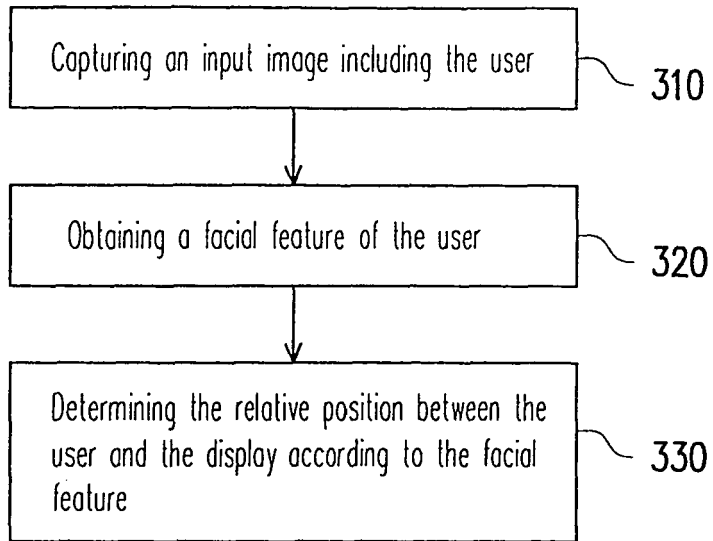 Capturing an input image including the user
310
Obtaining a facial feature of the user
320
Determining the relative position between the
user and the display according to the facial
feature
330